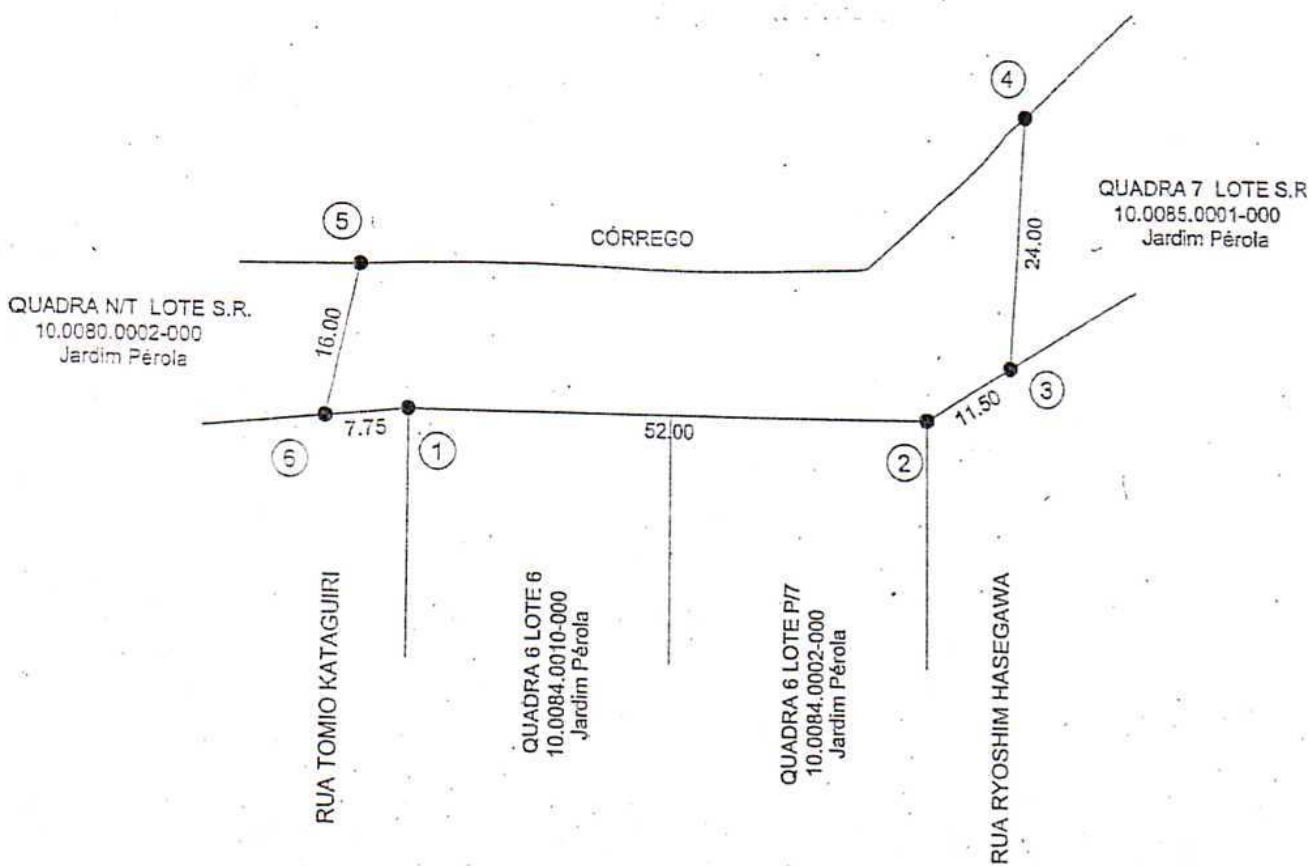 4
5
CÓRREGO
QUADRA 7 LOTE S.R
10.0085.0001-000
Jardim Pérola
24.00
QUADRA N/T LOTE S.R.
10.0080.0002-000
Jardim Pérola
16.00
3
11.50
7.75
52.00
6
1
2
RUA TOMIO KATAGUIRI
QUADRA 6 LOTE 6
10.0084.0010-000
Jardim Pérola
QUADRA 6 LOTE P/7
10.0084.0002-000
Jardim Pérola
RUA RYOSHIM HASEGAWA